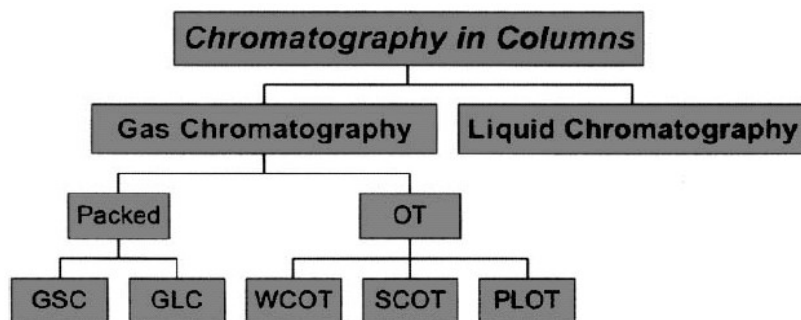 Chromatography in Columns
Gas Chromatography
Liquid Chromatography
Packed
OT
GSC
GLC
WCOT
SCOT
PLOT